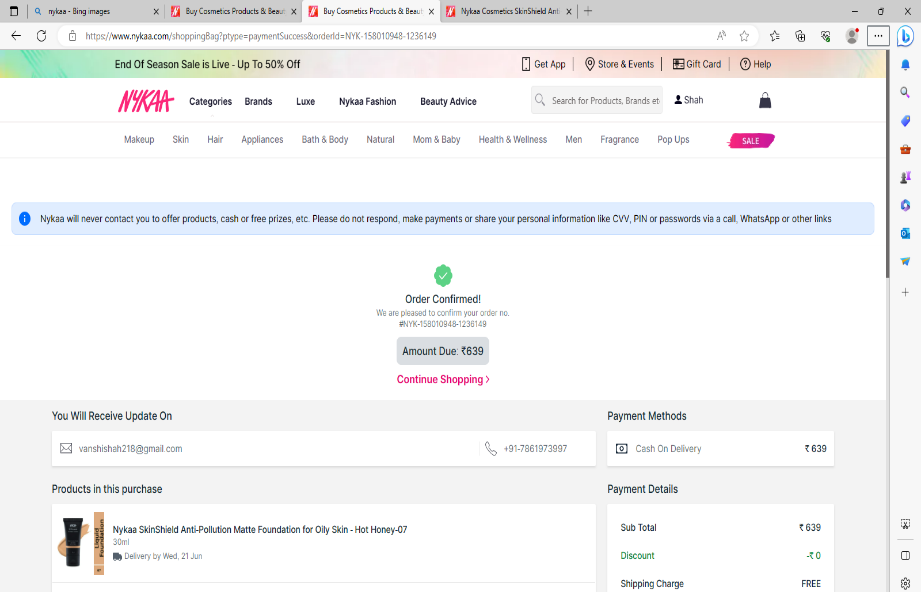 nykaa - Bing images
Buy Cosmetics Products & Beaut
Buy Cosmetics Products & Beaut
Nykaa Cosmetics SkinShield Anti
https://www.nykaa.com/shoppingBag?ptype=paymentSuccess&orderId=NYK-158010948-1236149
End Of Season Sale is Live - Up To 50% Off
Get App
Store & Events
Gift Card
Help
NYKAA
Categories
Brands
Luxe
Nykaa Fashion
Beauty Advice
Search for Products, Brands et
Shah
Makeup
Skin
Hair
Appliances
Bath & Body
Natural
Mom & Baby
Health & Wellness
Men
Fragrance
Pop Ups
SALE
Nykaa will never contact you to offer products, cash or free prizes, etc. Please do not respond, make payments or share your personal information like CVV, PIN or passwords via a call, WhatsApp or other links
Order Confirmed!
We are pleased to confirm your order no.
#NYK-158010948-1236149
Amount Due: ₹639
Continue Shopping >
You Will Receive Update On
Payment Methods
vanshishah218@gmail.com
+91-7861973997
Cash On Delivery
₹ 639
Products in this purchase
Payment Details
Liquid Foundation
Nykaa SkinShield Anti-Pollution Matte Foundation for Oily Skin - Hot Honey-07
30ml
Delivery by Wed, 21 Jun
Sub Total
₹ 639
Discount
-₹ 0
Shipping Charge
FREE